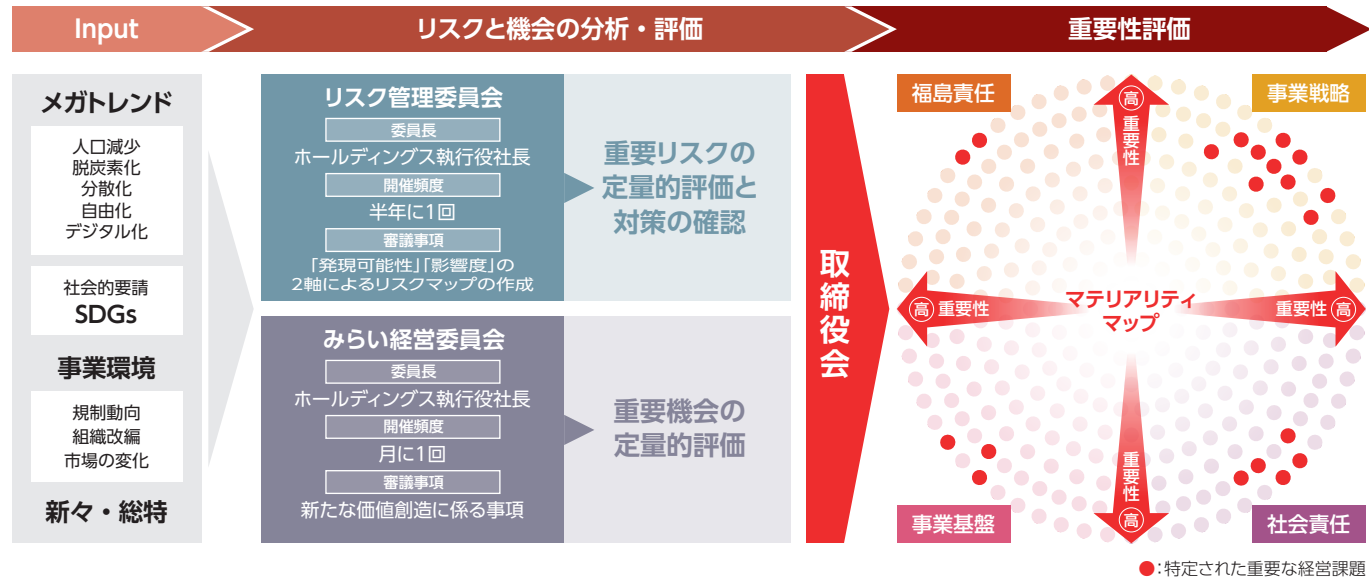 Input
リスクと機会の分析・評価
重要性評価
メガトレンド
人口減少
脱炭素化
分散化
自由化
デジタル化
社会的要請
SDGs
事業環境
規制動向
組織改編
市場の変化
新々・総特
リスク管理委員会
委員長
ホールディングス執行役社長
開催頻度
半年に1回
審議事項
「発現可能性」「影響度」の
2軸によるリスクマップの作成
重要リスクの
定量的評価と
対策の確認
みらい経営委員会
委員長
ホールディングス執行役社長
開催頻度
月に1回
審議事項
新たな価値創造に係る事項
重要機会の
定量的評価
取締役会
福島責任
事業戦略
高
重要性
高 重要性
マテリアリティ
マップ
重要性 高
重要性
高
事業基盤
社会責任
●:特定された重要な経営課題